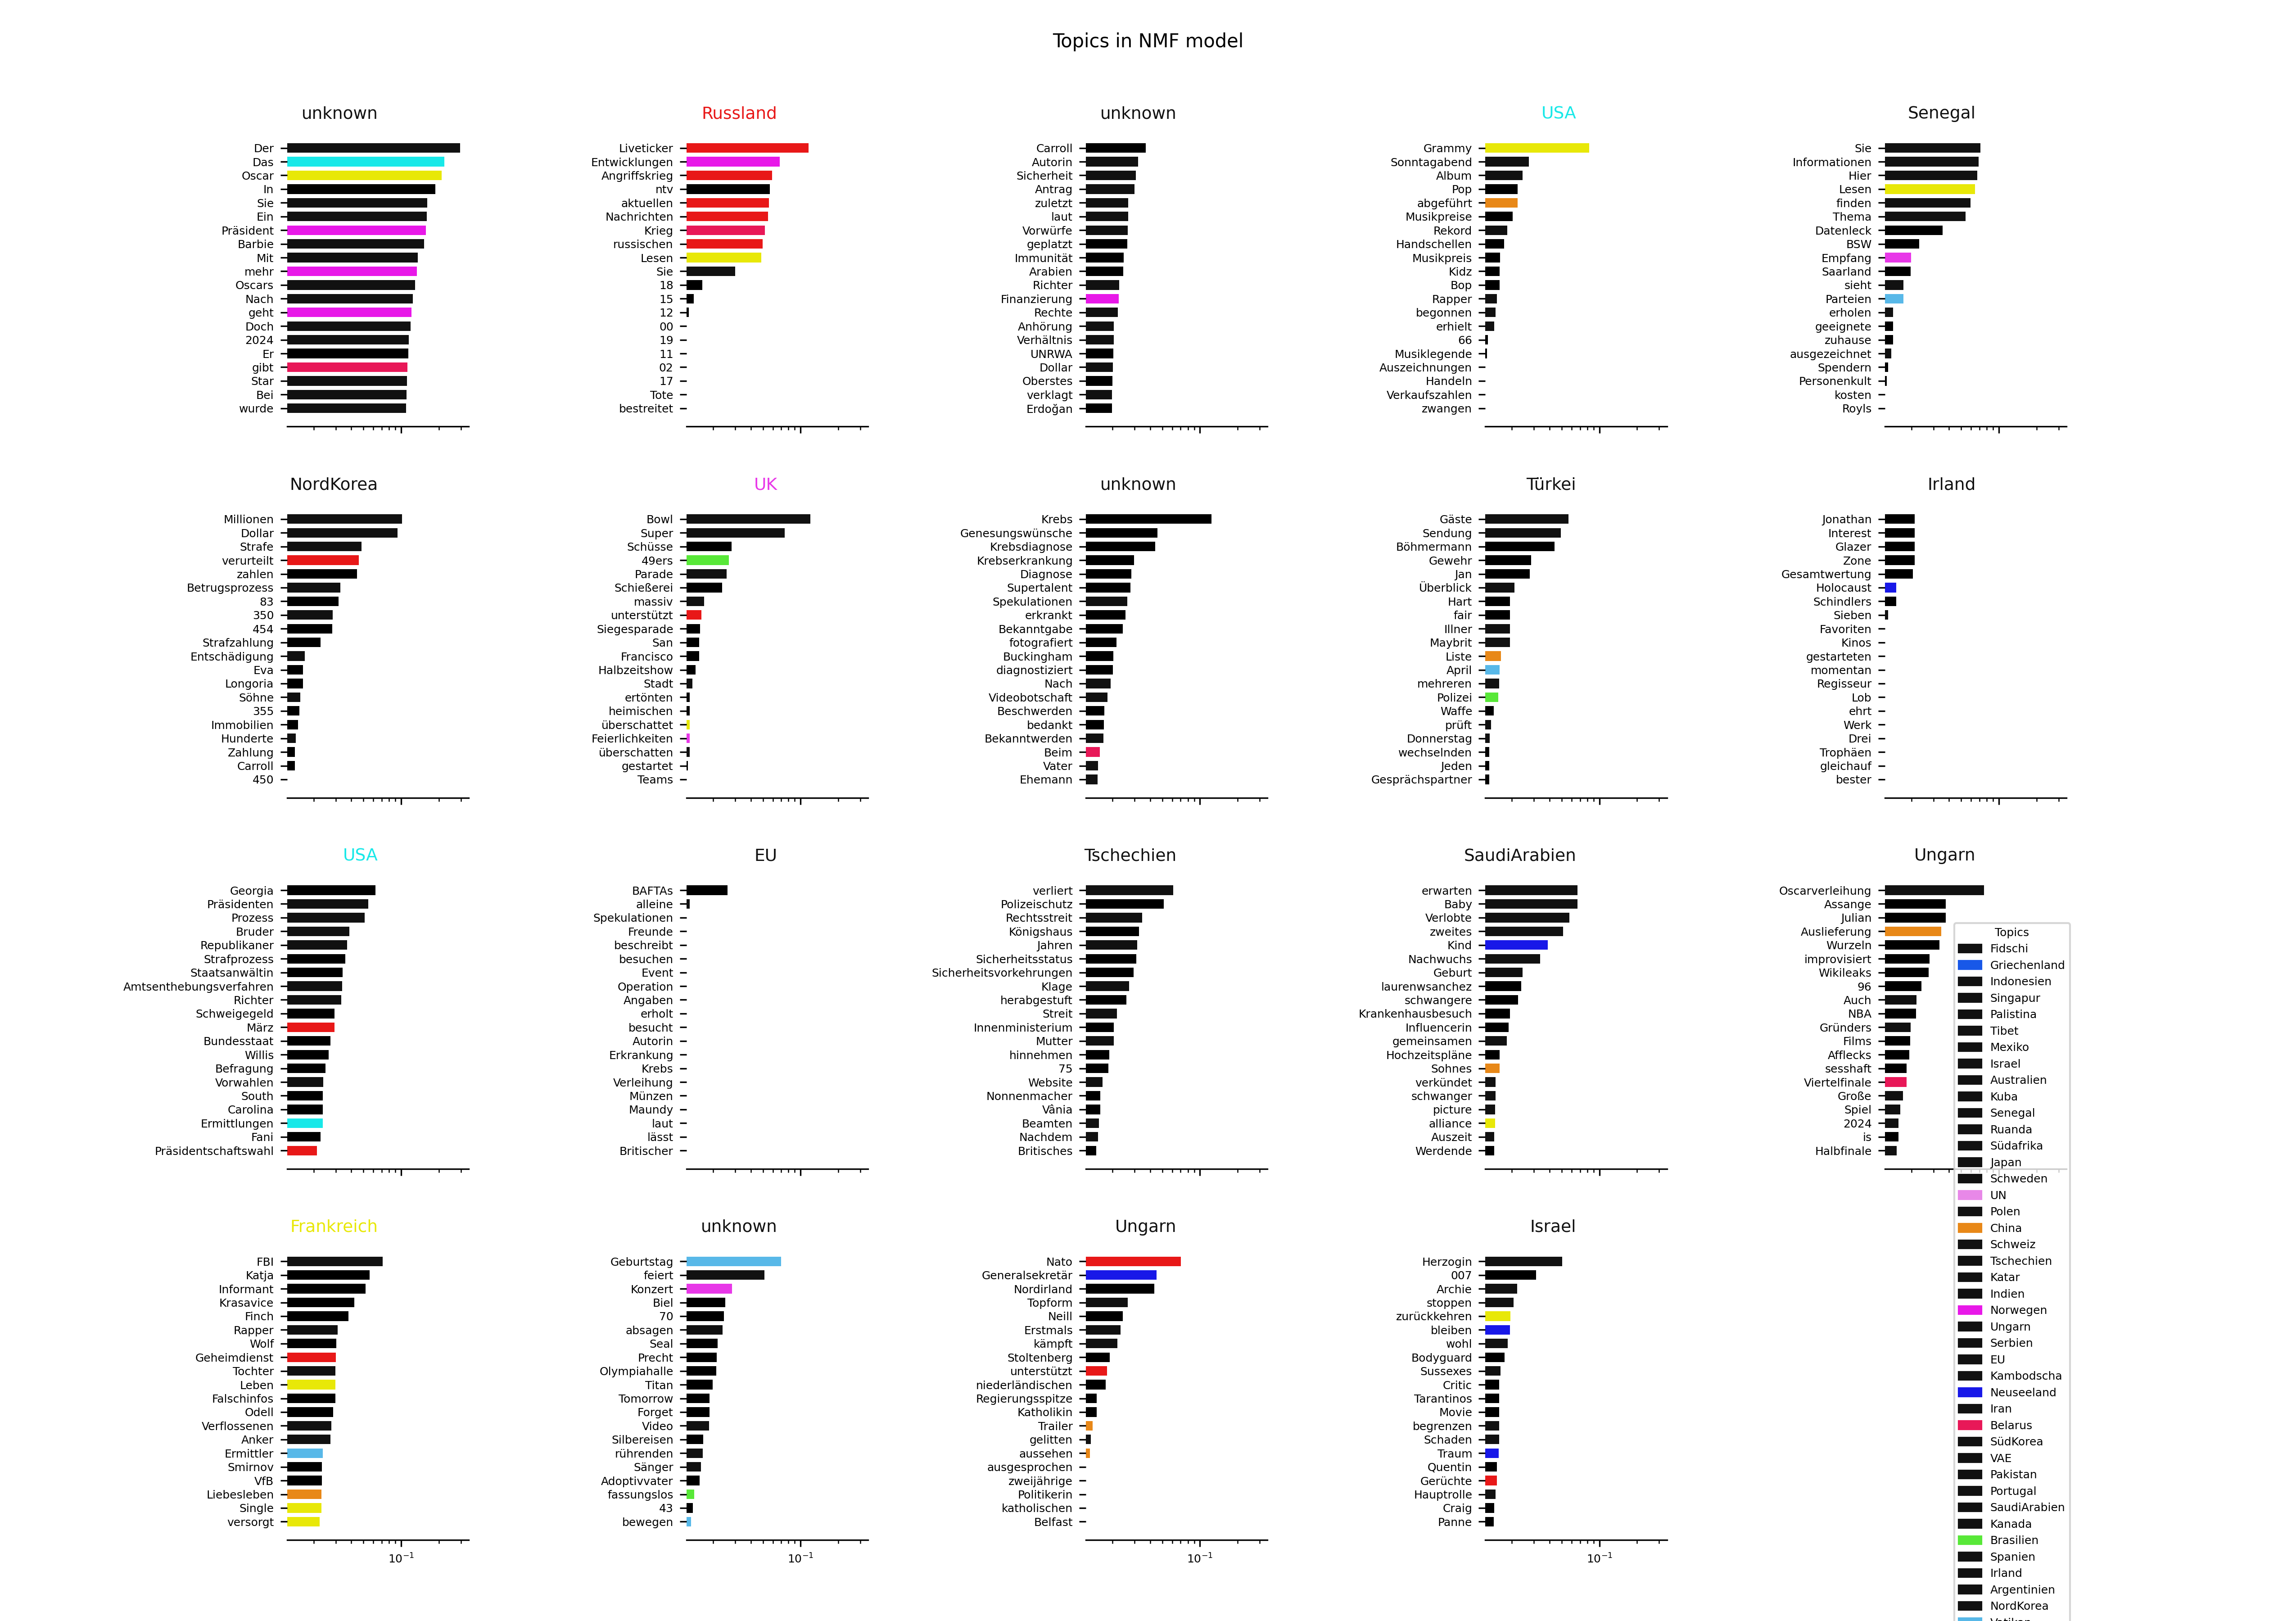 Topics in NMF model
unknown
Der
Das
Oscar
In
Sie
Ein
Präsident
Barbie
Mit
mehr
Oscars
Nach
geht
Doch
2024
Er
gibt
Star
Bei
wurde
Russland
Liveticker
Entwicklungen
Angriffskrieg
ntv
aktuellen
Nachrichten
Krieg
russischen
Lesen
Sie
18
15
12
00
19
11
02
17
Tote
bestreitet
unknown
Carroll
Autorin
Sicherheit
Antrag
zuletzt
laut
Vorwürfe
geplatzt
Immunität
Arabien
Richter
Finanzierung
Rechte
Anhörung
Verhältnis
UNRWA
Dollar
Oberstes
verklagt
Erdoğan
USA
Grammy
Sonntagabend
Album
Pop
abgeführt
Musikpreise
Rekord
Handschellen
Musikpreis
Kidz
Bop
Rapper
begonnen
erhielt
66
Musiklegende
Auszeichnungen
Handeln
Verkaufszahlen
zwangen
Senegal
Sie
Informationen
Hier
Lesen
finden
Thema
Datenleck
BSW
Empfang
Saarland
sieht
Parteien
erholen
geeignete
zuhause
ausgezeichnet
Spendern
Personenkult
kosten
Royls
NordKorea
Millionen
Dollar
Strafe
verurteilt
zahlen
Betrugsprozess
83
350
454
Strafzahlung
Entschädigung
Eva
Longoria
Söhne
355
Immobilien
Hunderte
Zahlung
Carroll
450
UK
Bowl
Super
Schüsse
49ers
Parade
Schießerei
massiv
unterstützt
Siegesparade
San
Francisco
Halbzeitshow
Stadt
ertönten
heimischen
überschattet
Feierlichkeiten
überschatten
gestartet
Teams
unknown
Krebs
Genesungswünsche
Krebsdiagnose
Krebserkrankung
Diagnose
Supertalent
Spekulationen
erkrankt
Bekanntgabe
fotografiert
Buckingham
diagnostiziert
Nach
Videobotschaft
Beschwerden
bedankt
Bekanntwerden
Beim
Vater
Ehemann
Türkei
Gäste
Sendung
Böhmermann
Gewehr
Jan
Überblick
Hart
fair
Illner
Maybrit
Liste
April
mehreren
Polizei
Waffe
prüft
Donnerstag
wechselnden
Jeden
Gesprächspartner
Irland
Jonathan
Interest
Glazer
Zone
Gesamtwertung
Holocaust
Schindlers
Sieben
Favoriten
Kinos
gestarteten
momentan
Regisseur
Lob
ehrt
Werk
Drei
Trophäen
gleichauf
bester
USA
Georgia
Präsidenten
Prozess
Bruder
Republikaner
Strafprozess
Staatsanwältin
Amtsenthebungsverfahren
Richter
Schweigegeld
März
Bundesstaat
Willis
Befragung
Vorwahlen
South
Carolina
Ermittlungen
Fani
Präsidentschaftswahl
EU
BAFTAs
alleine
Spekulationen
Freunde
beschreibt
besuchen
Event
Operation
Angaben
erholt
besucht
Autorin
Erkrankung
Krebs
Verleihung
Münzen
Maundy
laut
lässt
Britischer
Tschechien
verliert
Polizeischutz
Rechtsstreit
Königshaus
Jahren
Sicherheitsstatus
Sicherheitsvorkehrungen
Klage
herabgestuft
Streit
Innenministerium
Mutter
hinnehmen
75
Website
Nonnenmacher
Vânia
Beamten
Nachdem
Britisches
SaudiArabien
erwarten
Baby
Verlobte
zweites
Kind
Nachwuchs
Geburt
laurenwsanchez
schwangere
Krankenhausbesuch
Influencerin
gemeinsamen
Hochzeitspläne
Sohnes
verkündet
schwanger
picture
alliance
Auszeit
Werdende
Ungarn
Oscarverleihung
Assange
Julian
Auslieferung
Wurzeln
improvisiert
Wikileaks
96
Auch
NBA
Gründers
Films
Afflecks
sesshaft
Viertelfinale
Große
Spiel
2024
is
Halbfinale
Frankreich
FBI
Katja
Informant
Krasavice
Finch
Rapper
Wolf
Geheimdienst
Tochter
Leben
Falschinfos
Odell
Verflossenen
Anker
Ermittler
Smirnov
VfB
Liebesleben
Single
versorgt
10⁻¹
unknown
Geburtstag
feiert
Konzert
Biel
70
absagen
Seal
Precht
Olympiahalle
Titan
Tomorrow
Forget
Video
Silbereisen
rührenden
Sänger
Adoptivvater
fassungslos
43
bewegen
10⁻¹
Ungarn
Nato
Generalsekretär
Nordirland
Topform
Neill
Erstmals
kämpft
Stoltenberg
unterstützt
niederländischen
Regierungsspitze
Katholikin
Trailer
gelitten
aussehen
ausgesprochen
zweijährige
Politikerin
katholischen
Belfast
10⁻¹
Israel
Herzogin
007
Archie
stoppen
zurückkehren
bleiben
wohl
Bodyguard
Sussexes
Critic
Tarantinos
Movie
begrenzen
Schaden
Traum
Quentin
Gerüchte
Hauptrolle
Craig
Panne
10⁻¹
Topics
Fidschi
Griechenland
Indonesien
Singapur
Palistina
Tibet
Mexiko
Israel
Australien
Kuba
Senegal
Ruanda
Südafrika
Japan
Schweden
UN
Polen
China
Schweiz
Tschechien
Katar
Indien
Norwegen
Ungarn
Serbien
EU
Kambodscha
Neuseeland
Iran
Belarus
SüdKorea
VAE
Pakistan
Portugal
SaudiArabien
Kanada
Brasilien
Spanien
Irland
Argentinien
NordKorea